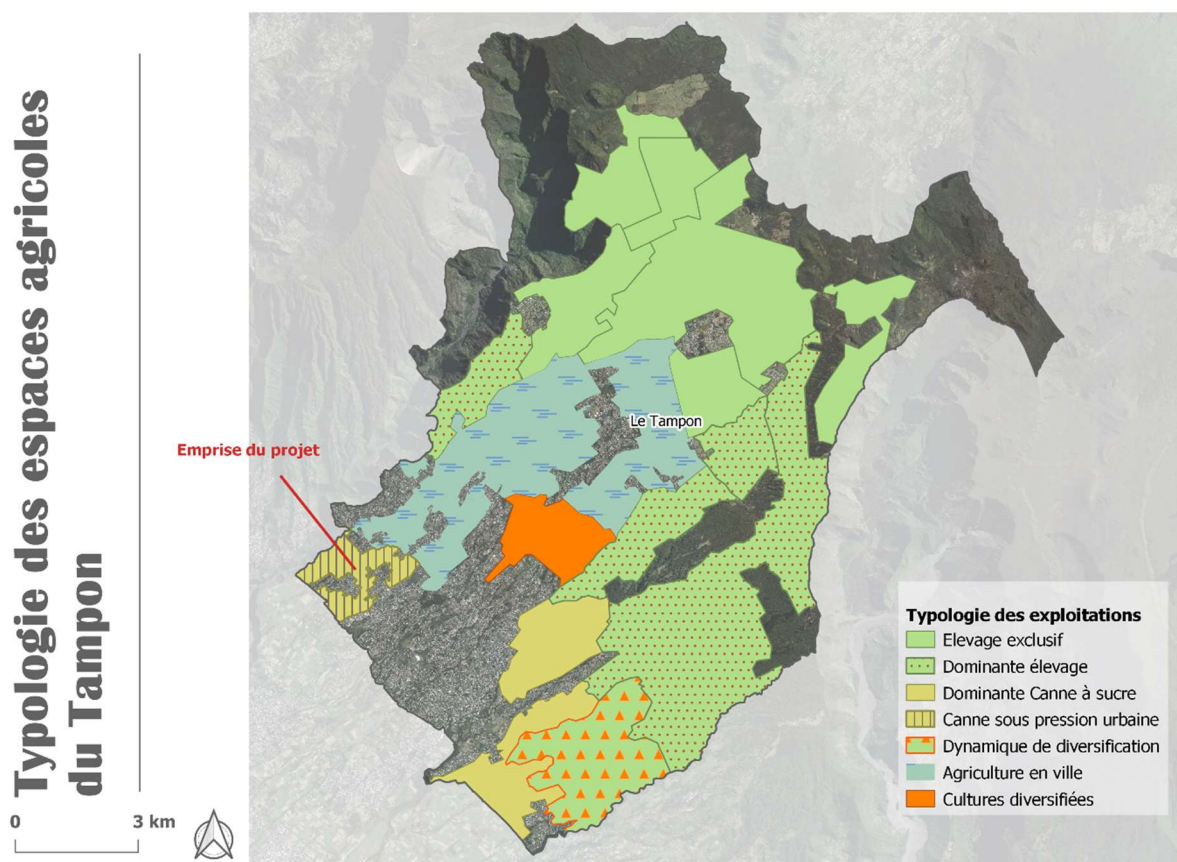 Typologie des espaces agricoles
du Tampon
0 3 km
Emprise du projet
Le Tampon
Typologie des exploitations
Elevage exclusif
Dominante élevage
Dominante Canne à sucre
Canne sous pression urbaine
Dynamique de diversification
Agriculture en ville
Cultures diversifiées